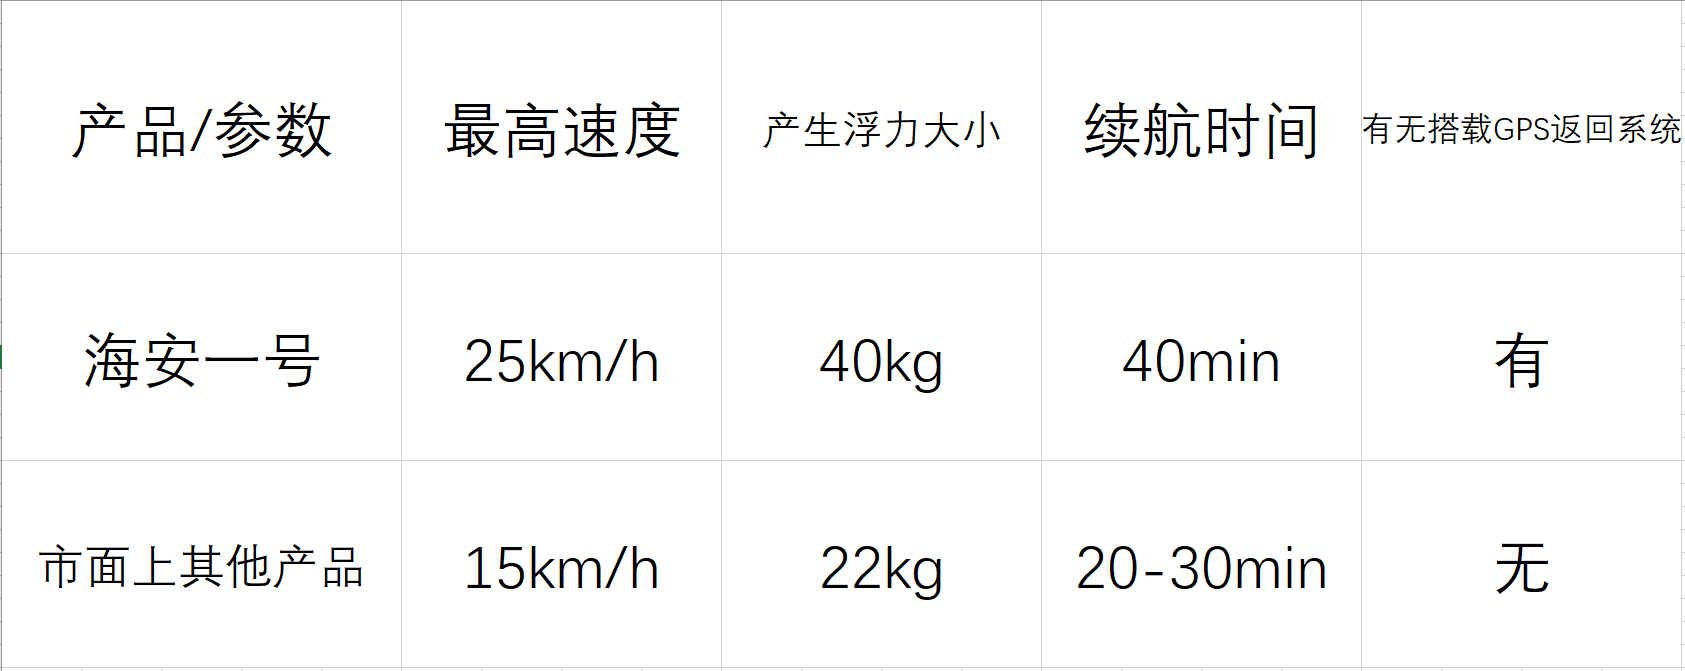 产品/参数 最高速度 产生浮力大小 续航时间 有无搭载GPS返回系统
海安一号 25km/h 40kg 40min 有
市面上其他产品 15km/h 22kg 20-30min 无